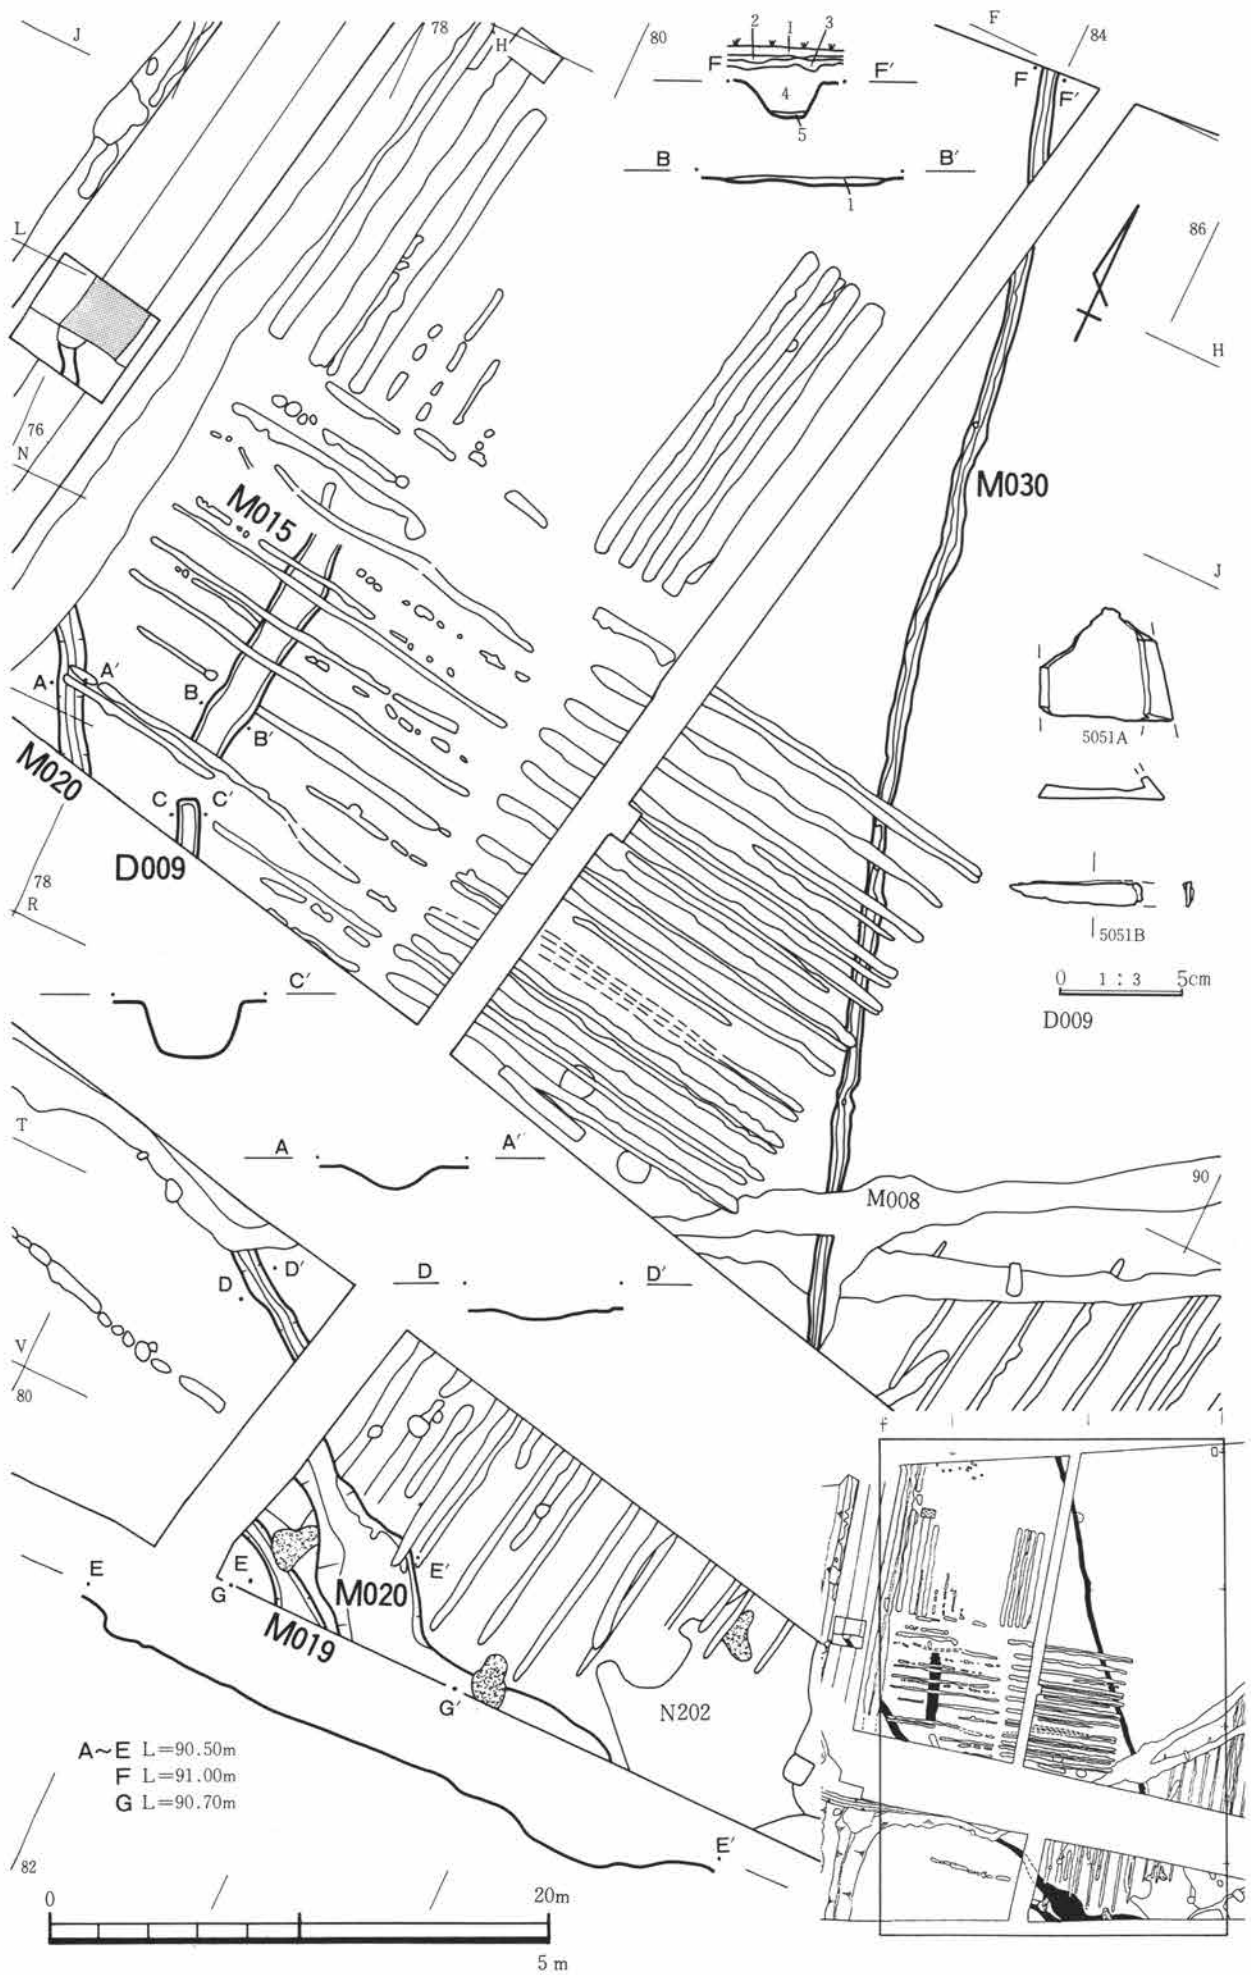 J
78
H
80
2 1 3
F F'
4
5
F
84
F F'
B B'
1
L
86
H
76
N
M015
M030
J
A A'
B
B'
M020
C C'
D009
78
R
5051A
5051B
0 1 : 3 5cm
D009
C'
T
A A'
M008
90
D D'
D D'
V
80
f
E
E
G
E'
M020
M019
G'
N202
A~E L=90.50m
F L=91.00m
G L=90.70m
E'
82
0 20m
5 m